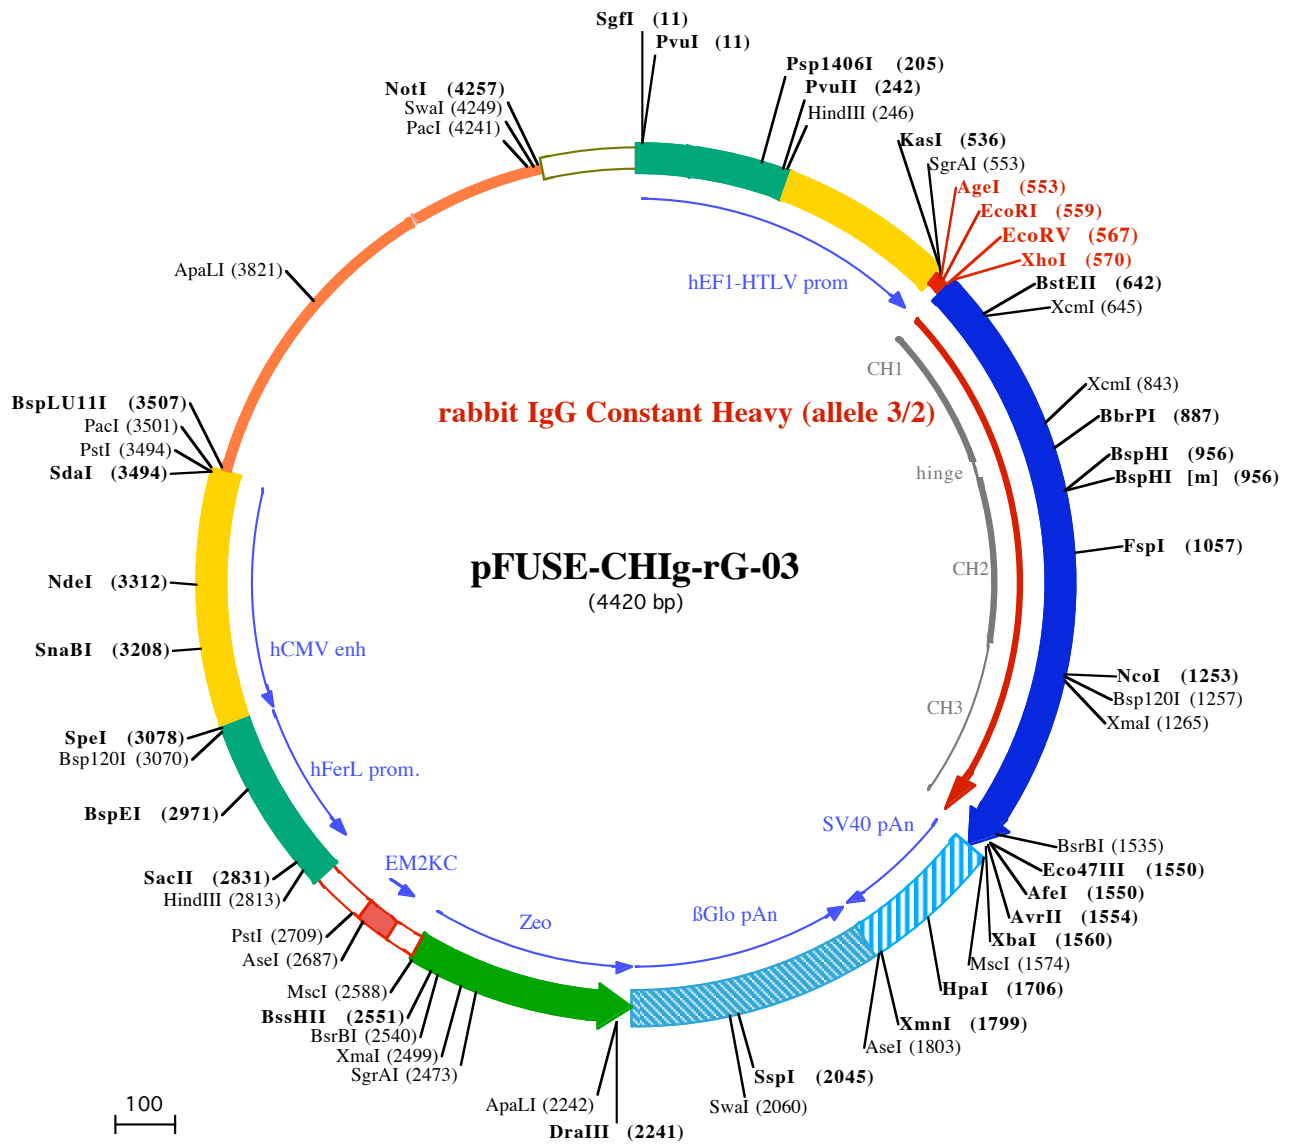 SgfI (11)
PvuI (11)
Psp1406I (205)
PvuII (242)
HindIII (246)
KasI (536)
SgrAI (553)
AgeI (553)
EcoRI (559)
EcoRV (567)
XhoI (570)
BstEII (642)
XcmI (645)
XcmI (843)
BbrPI (887)
BspHI (956)
BspHI [m] (956)
FspI (1057)
NcoI (1253)
Bsp120I (1257)
XmaI (1265)
BsrBI (1535)
Eco47III (1550)
AfeI (1550)
AvrII (1554)
XbaI (1560)
MscI (1574)
HpaI (1706)
XmnI (1799)
AseI (1803)
SspI (2045)
SwaI (2060)
DraIII (2241)
ApaLI (2242)
SgrAI (2473)
XmaI (2499)
BsrBI (2540)
BssHII (2551)
MscI (2588)
AseI (2687)
PstI (2709)
HindIII (2813)
SacII (2831)
BspEI (2971)
Bsp120I (3070)
SpeI (3078)
SnaBI (3208)
NdeI (3312)
SdaI (3494)
PstI (3494)
PacI (3501)
BspLU11I (3507)
ApaLI (3821)
PacI (4241)
SwaI (4249)
NotI (4257)
hEF1-HTLV prom
CH1
rabbit IgG Constant Heavy (allele 3/2)
hinge
CH2
pFUSE-CHIg-rG-03
(4420 bp)
CH3
SV40 pAn
ßGlo pAn
Zeo
EM2KC
hFerL prom.
hCMV enh
100